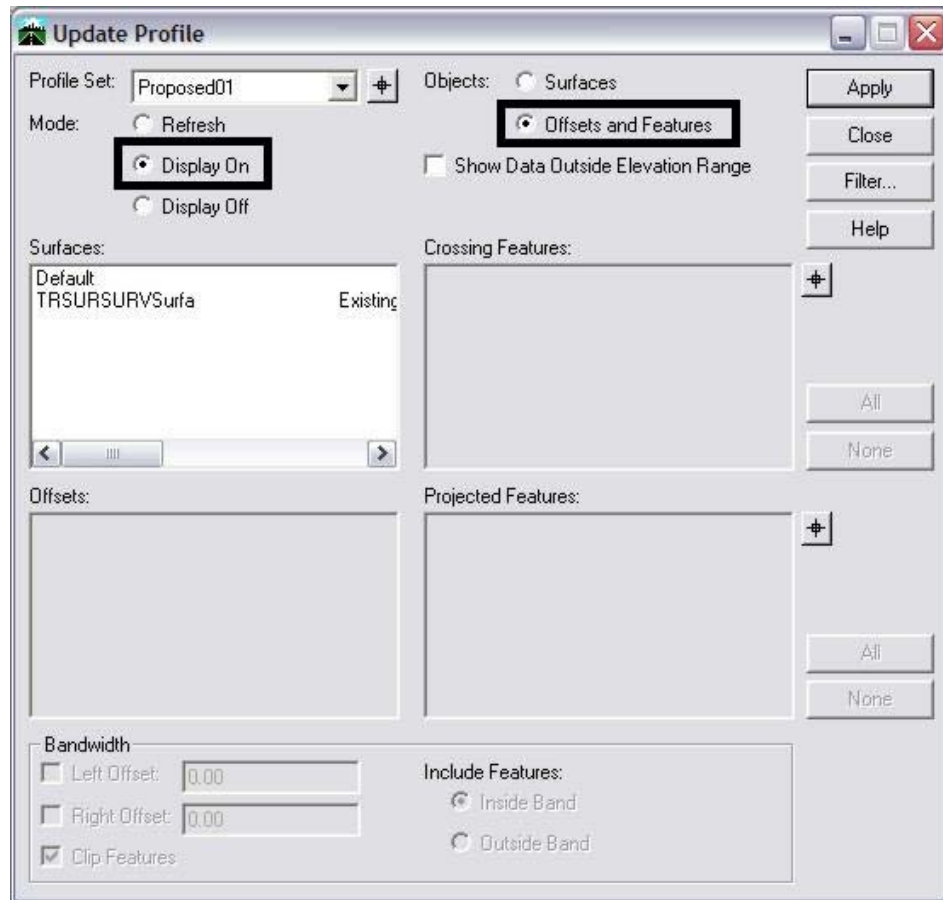 Update Profile
Profile Set: Proposed01
Objects: Surfaces
Offsets and Features
Mode: Refresh
Display On
Display Off
Show Data Outside Elevation Range
Apply
Close
Filter...
Help
Surfaces:
Default
TRSURSURVSurfa Existing
Crossing Features:
All
None
Offsets:
Projected Features:
All
None
Bandwidth
Left Offset: 0.00
Right Offset: 0.00
Clip Features
Include Features:
Inside Band
Outside Band